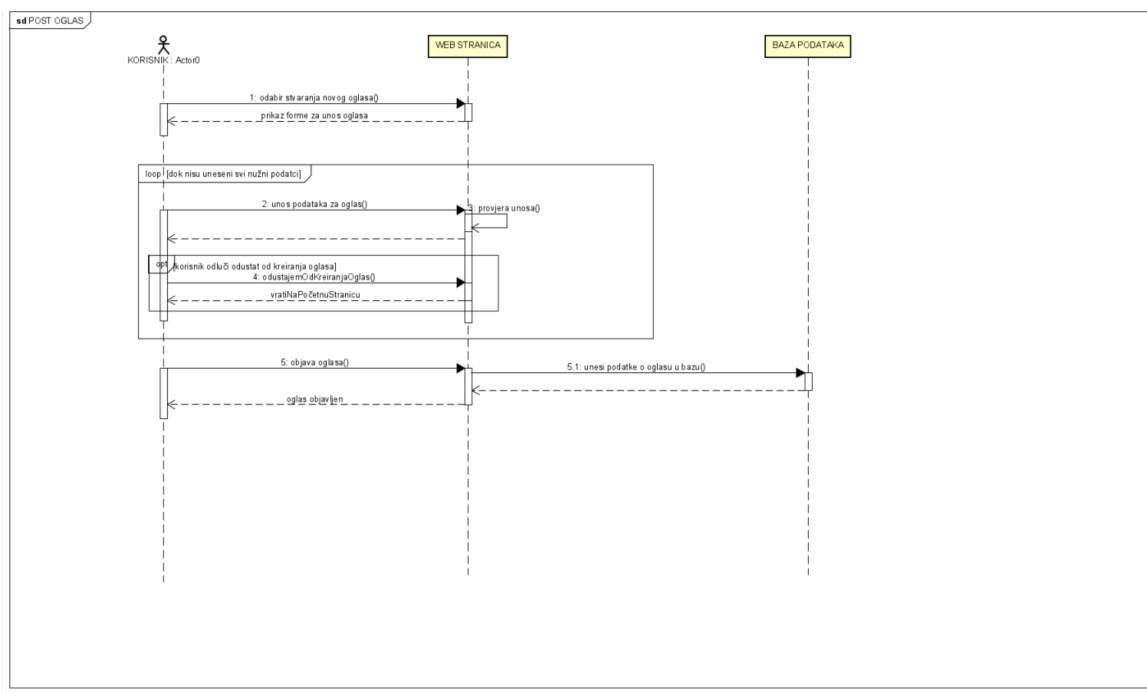 sd POST OGLAS
KORISNIK : Actor0
WEB STRANICA
BAZA PODATAKA
1: odabir stvaranja novog oglasa()
prikaz forme za unos oglasa
loop [dok nisu uneseni svi nužni podatci]
2: unos podataka za oglas()
3: provjera unosa()
opt [korisnik odluči odustat od kreiranja oglasa]
4: odustajemOdKreiranjaOglas()
vratiNaPočetnuStranicu
5: objava oglasa()
5.1: unesi podatke o oglasu u bazu()
oglas objavljen